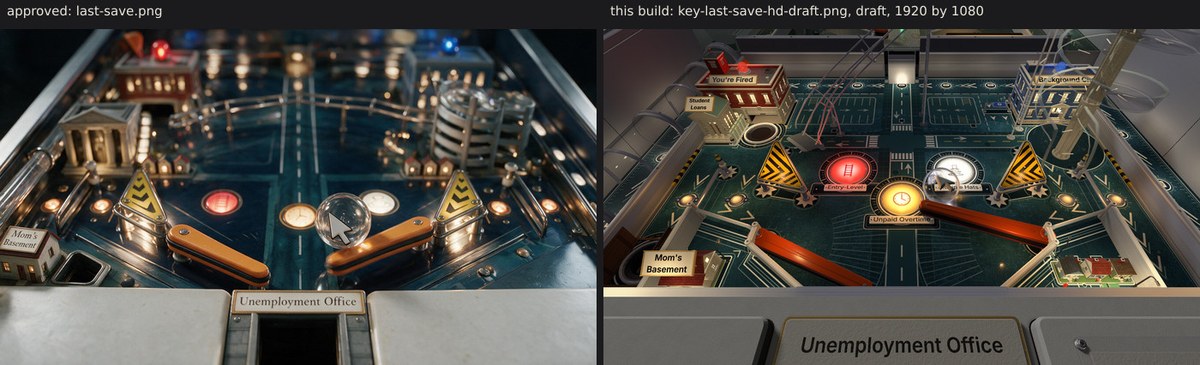 approved: last-save.png
this build: key-last-save-hd-draft.png, draft, 1920 by 1080
Mom's
Basement
Unemployment Office
You're Fired
Student
Loans
Background
Entry-Level
Hats
Unpaid Overtime
Mom's
Basement
Unemployment Office